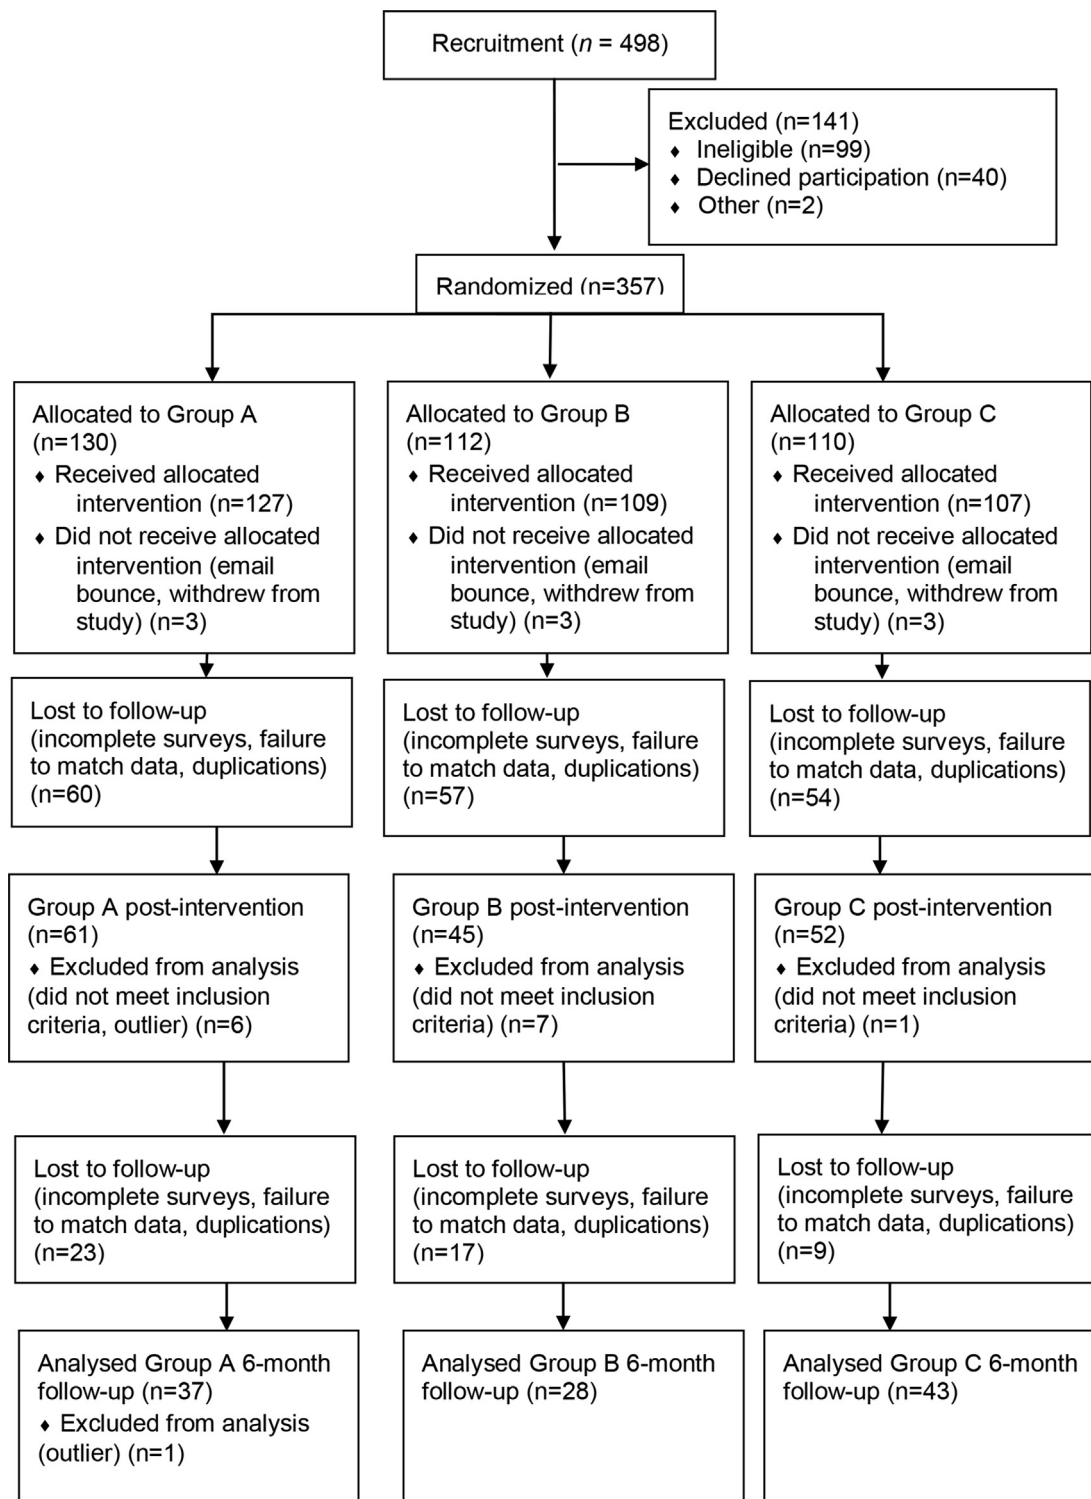 Recruitment (n = 498)
Excluded (n=141)
♦ Ineligible (n=99)
♦ Declined participation (n=40)
♦ Other (n=2)
Randomized (n=357)
Allocated to Group A
(n=130)
♦ Received allocated
intervention (n=127)
♦ Did not receive allocated
intervention (email
bounce, withdrew from
study) (n=3)
Allocated to Group B
(n=112)
♦ Received allocated
intervention (n=109)
♦ Did not receive allocated
intervention (email
bounce, withdrew from
study) (n=3)
Allocated to Group C
(n=110)
♦ Received allocated
intervention (n=107)
♦ Did not receive allocated
intervention (email
bounce, withdrew from
study) (n=3)
Lost to follow-up
(incomplete surveys, failure
to match data, duplications)
(n=60)
Lost to follow-up
(incomplete surveys, failure
to match data, duplications)
(n=57)
Lost to follow-up
(incomplete surveys, failure
to match data, duplications)
(n=54)
Group A post-intervention
(n=61)
♦ Excluded from analysis
(did not meet inclusion
criteria, outlier) (n=6)
Group B post-intervention
(n=45)
♦ Excluded from analysis
(did not meet inclusion
criteria) (n=7)
Group C post-intervention
(n=52)
♦ Excluded from analysis
(did not meet inclusion
criteria) (n=1)
Lost to follow-up
(incomplete surveys, failure
to match data, duplications)
(n=23)
Lost to follow-up
(incomplete surveys, failure
to match data, duplications)
(n=17)
Lost to follow-up
(incomplete surveys, failure
to match data, duplications)
(n=9)
Analysed Group A 6-month
follow-up (n=37)
♦ Excluded from analysis
(outlier) (n=1)
Analysed Group B 6-month
follow-up (n=28)
Analysed Group C 6-month
follow-up (n=43)